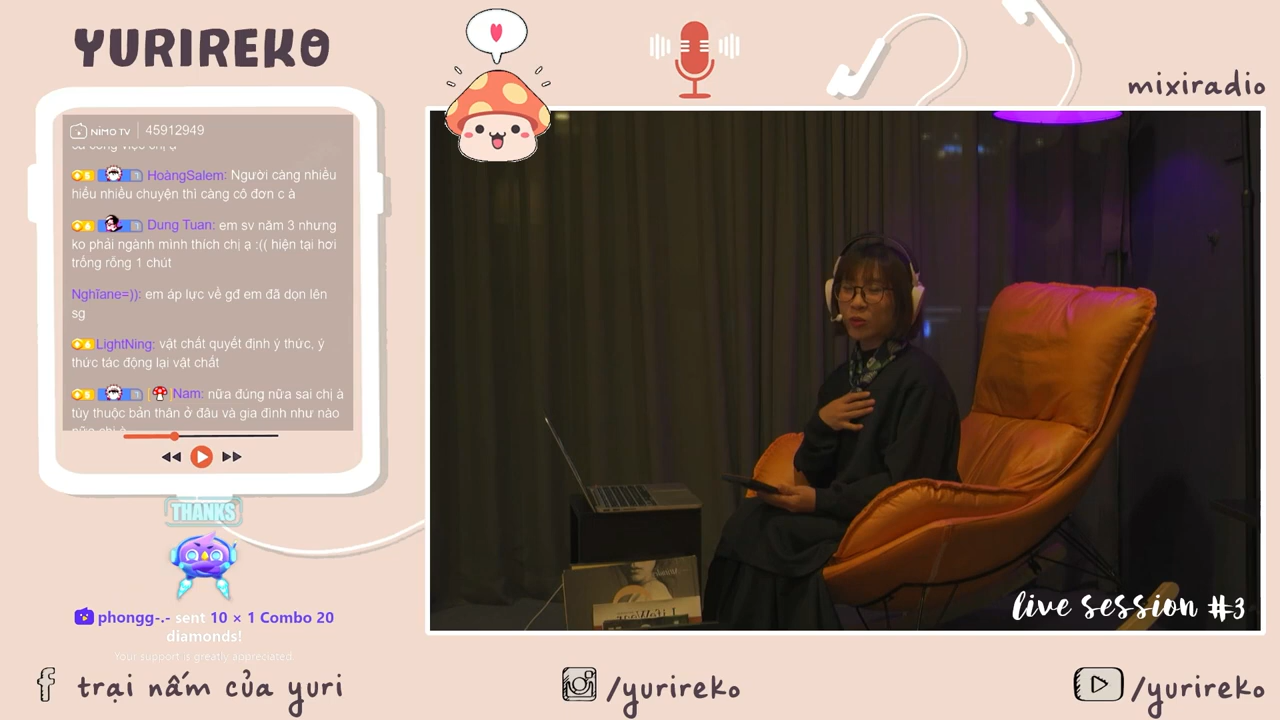 YURIREKO
mixiradio
NIMO TV | 45912949
HoàngSalem: Người càng nhiều
hiểu nhiều chuyện thì càng cô đơn c à
Dung Tuan: em sv năm 3 nhưng
ko phải ngành mình thích chị ạ :(( hiện tại hơi
trống rỗng 1 chút
Nghĩane=)): em áp lực về gđ em đã dọn lên
sg
LightNing: vật chất quyết định ý thức, ý
thức tác động lại vật chất
Nam: nữa đúng nữa sai chị à
tùy thuộc bản thân ở đâu và gia đình như nào
THANKS
phongg-.- sent 10 × 1 Combo 20
diamonds!
Your support is greatly appreciated
live session #3
trại nấm của yuri
/yurireko
/yurireko